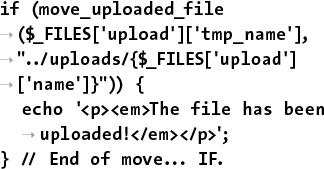 if (move_uploaded_file
→($_FILES['upload']['tmp_name'],
→"../uploads/{$_FILES['upload']
→['name']}")) {
echo '<p><em>The file has been
→uploaded!</em></p>';
} // End of move... IF.